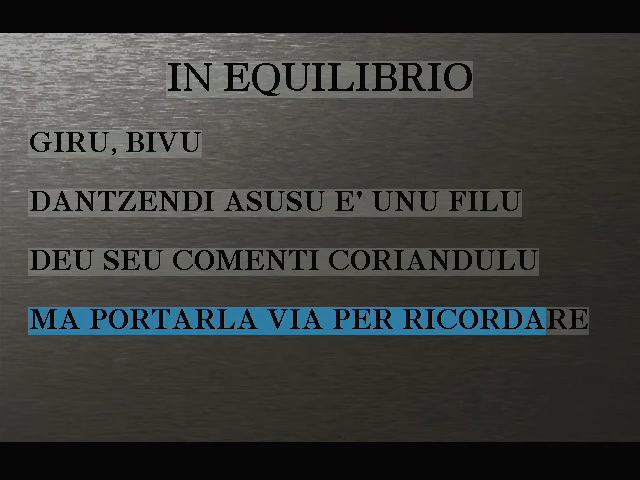 IN EQUILIBRIO
GIRU, BIVU
DANTZENDI ASUSU E' UNU FILU
DEU SEU COMENTI CORIANDULU
MA PORTARLA VIA PER RICORDARE